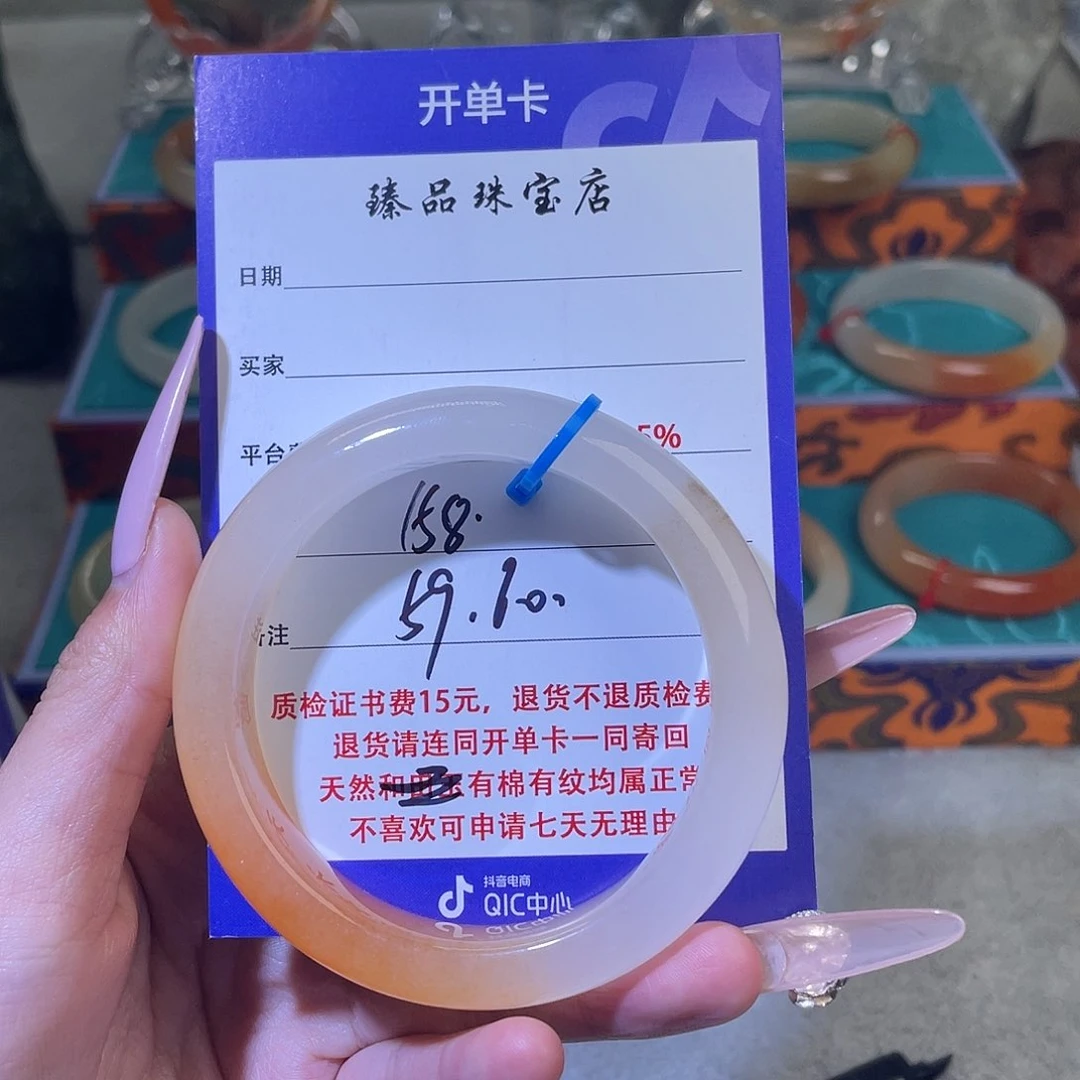 开单卡
臻品珠宝店
日期
买家
平台 5%
158.
59.10.
备注
质检证书费15元，退货不退质检费
退货请连同开单卡一同寄回
天然和田玉有棉有纹均属正常
不喜欢可申请七天无理由
抖音电商
QIC中心